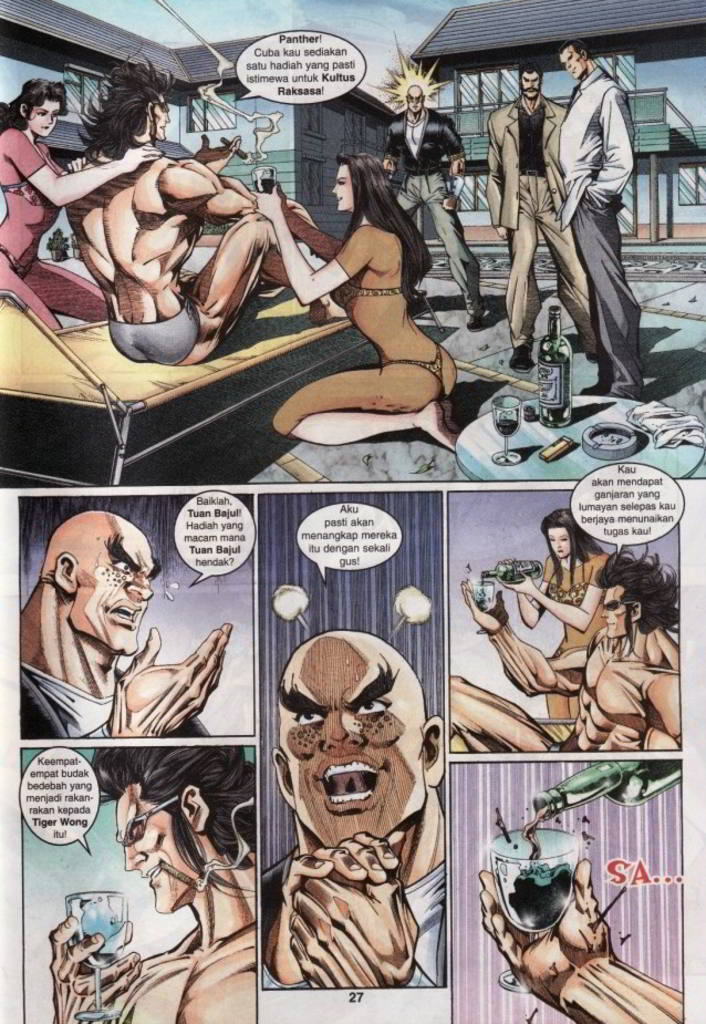 Panther!
Cuba kau sediakan
satu hadiah yang pasti
istimewa untuk Kultus
Raksasa!
Baiklah,
Tuan Bajul!
Hadiah yang
macam mana
Tuan Bajul
hendak?
Aku
pasti akan
menangkap mereka
itu dengan sekali
gus!
Kau
akan mendapat
ganjaran yang
lumayan selepas kau
berjaya menunaikan
tugas kau!
Keempat-
empat budak
bedebah yang
menjadi rakan-
rakan kepada
Tiger Wong
itu!
SA...
27